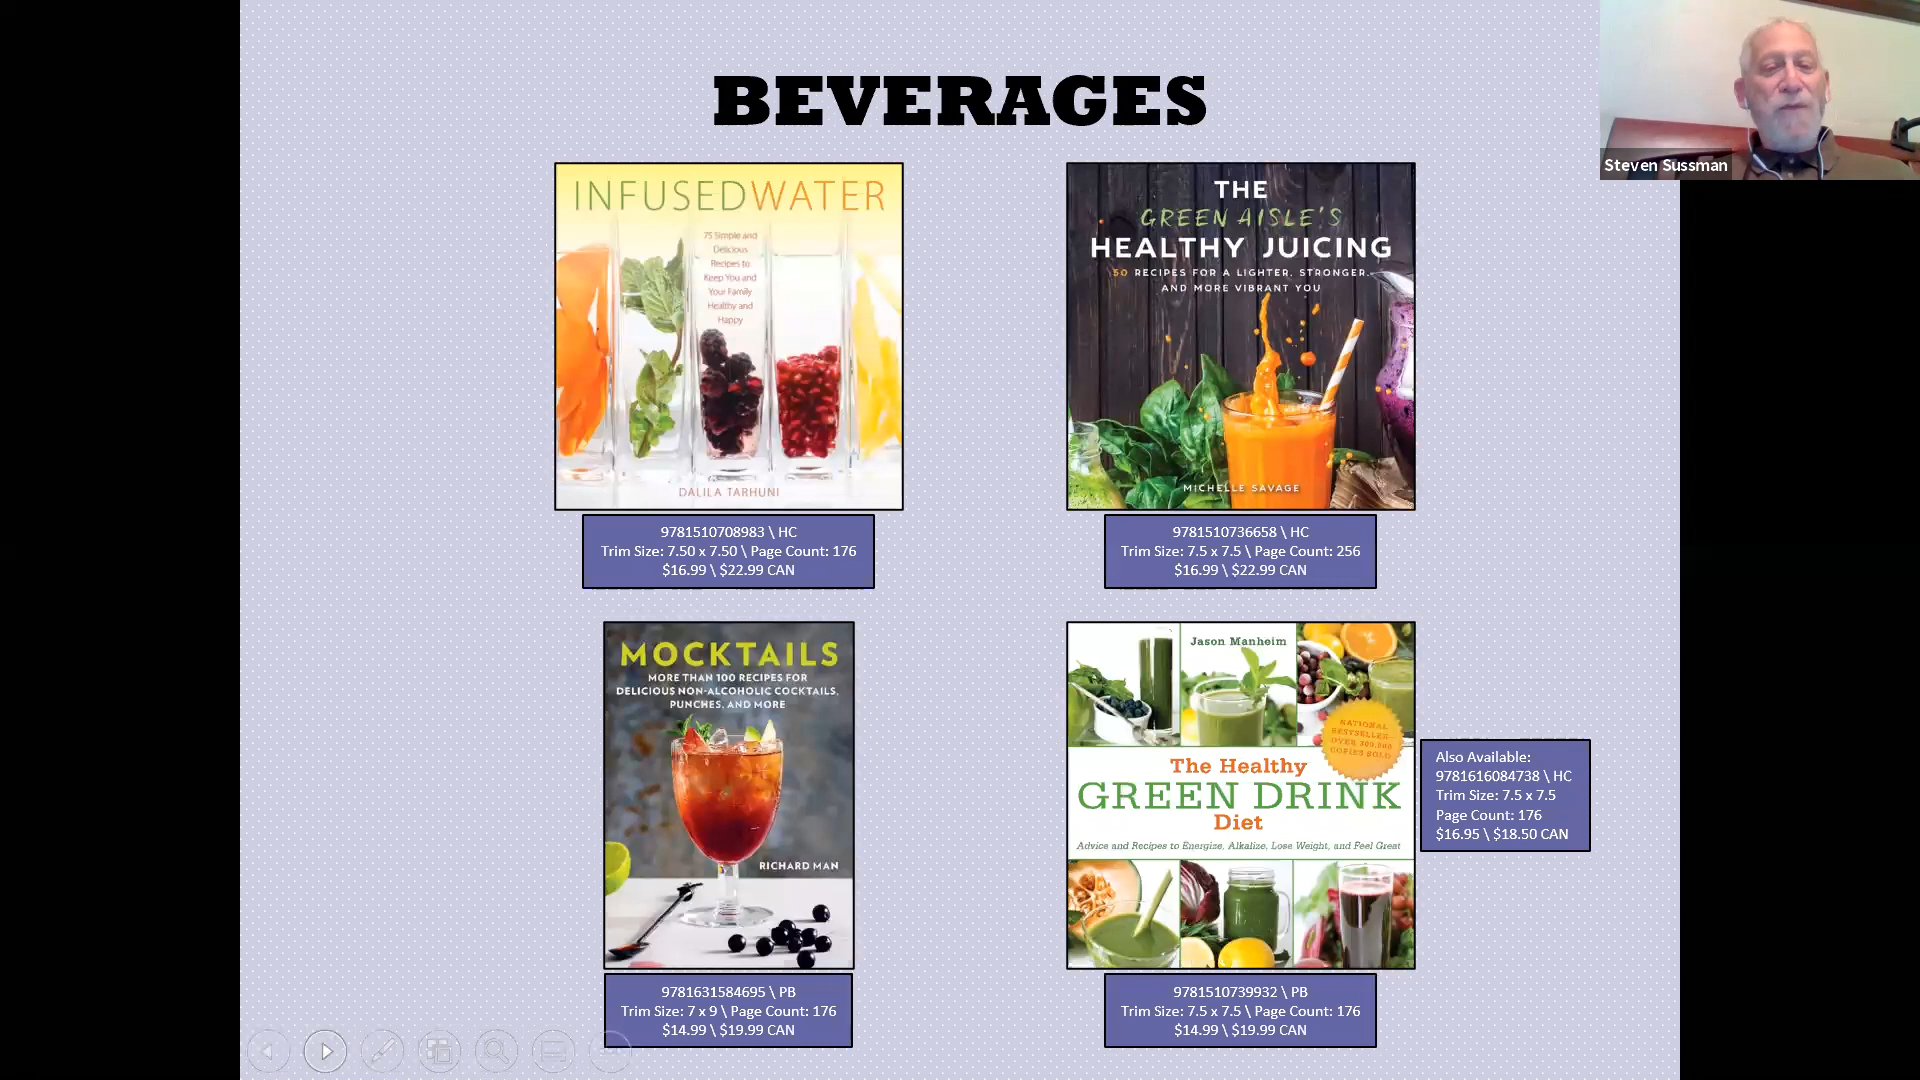 BEVERAGES
Steven Sussman
INFUSEDWATER
75 Simple and
Delicious
Recipes to
Keep You and
Your Family
Healthy and
Happy
DALILA TARHUNI
9781510708983 \ HC
Trim Size: 7.50 x 7.50 \ Page Count: 176
$16.99 \ $22.99 CAN
THE
GREEN AISLE'S
HEALTHY JUICING
50 RECIPES FOR A LIGHTER, STRONGER,
AND MORE VIBRANT YOU
MICHELLE SAVAGE
9781510736658 \ HC
Trim Size: 7.5 x 7.5 \ Page Count: 256
$16.99 \ $22.99 CAN
MOCKTAILS
MORE THAN 100 RECIPES FOR
DELICIOUS NON-ALCOHOLIC COCKTAILS,
PUNCHES, AND MORE
RICHARD MAN
9781631584695 \ PB
Trim Size: 7 x 9 \ Page Count: 176
$14.99 \ $19.99 CAN
Jason Manheim
NATIONAL
BESTSELLER—
OVER 300,000
COPIES SOLD
The Healthy
GREEN DRINK
Diet
Advice and Recipes to Energize, Alkalize, Lose Weight, and Feel Great
9781510739932 \ PB
Trim Size: 7.5 x 7.5 \ Page Count: 176
$14.99 \ $19.99 CAN
Also Available:
9781616084738 \ HC
Trim Size: 7.5 x 7.5
Page Count: 176
$16.95 \ $18.50 CAN